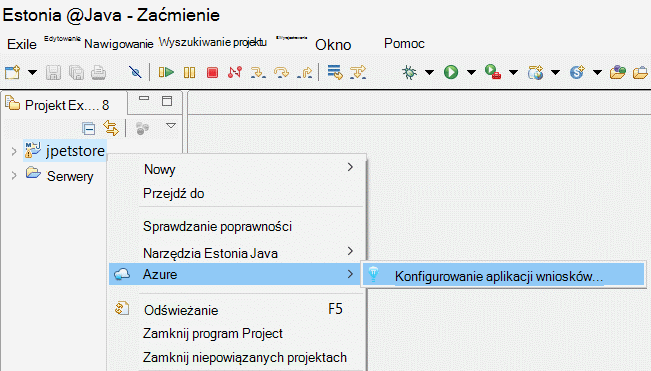 Estonia @Java - Zaćmienie
Exile Edytowanie Nawigowanie Wyszukiwanie projektu Okno Pomoc
Projekt Ex.... 8
jpetstore
Serwery
Nowy
Przejdź do
Sprawdzanie poprawności
Narzędzia Estonia Java
Azure
Konfigurowanie aplikacji wniosków...
Odświeżanie F5
Zamknij program Project
Zamknij niepowiązanych projektach